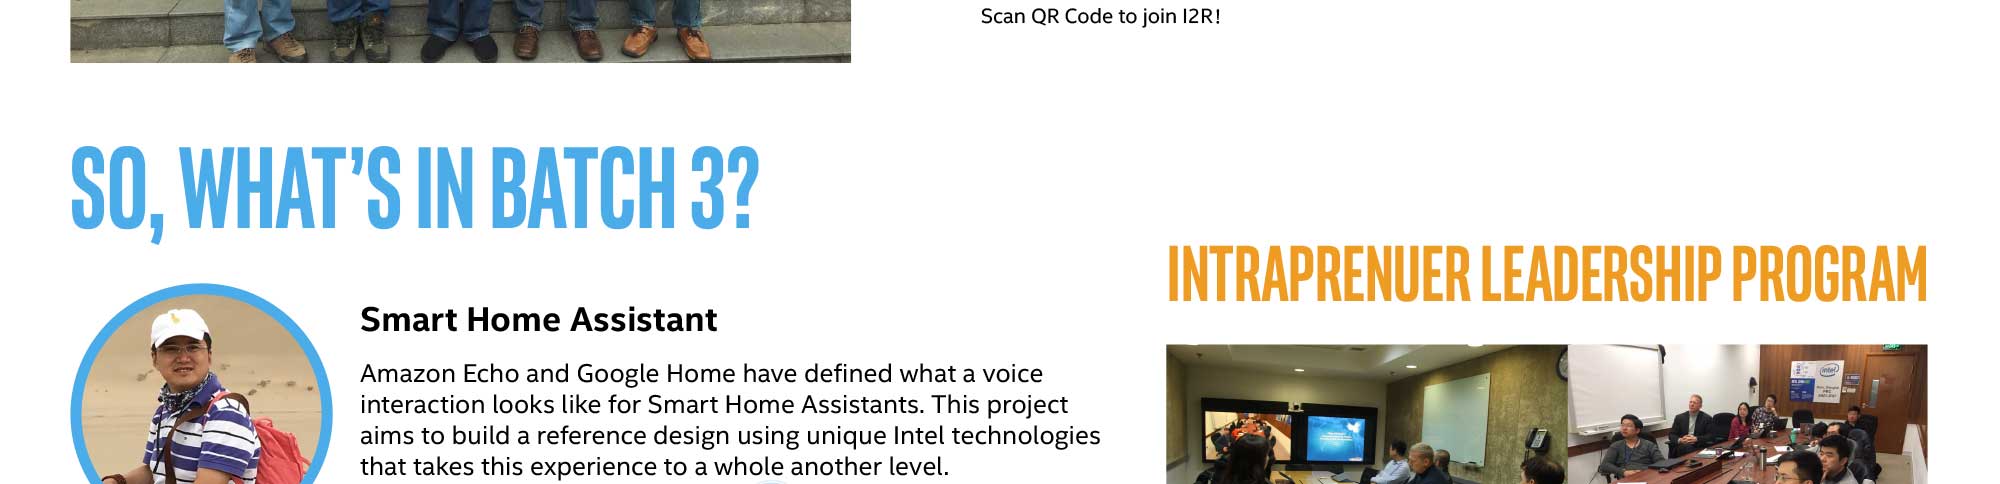 Scan QR Code to join I2R!
SO, WHAT'S IN BATCH 3?
Smart Home Assistant
Amazon Echo and Google Home have defined what a voice
interaction looks like for Smart Home Assistants. This project
aims to build a reference design using unique Intel technologies
that takes this experience to a whole another level.
INTRAPRENUER LEADERSHIP PROGRAM
intel